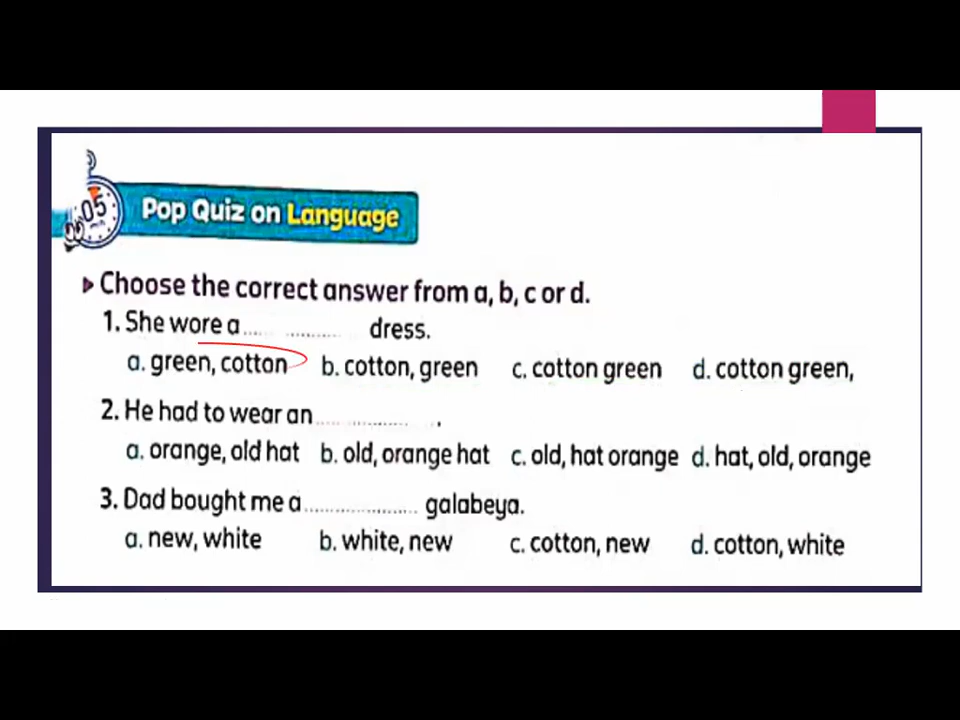 05
Pop Quiz on Language
Choose the correct answer from a, b, c or d.
1. She wore a .... ............ dress.
a. green, cotton b. cotton, green c. cotton green d. cotton green,
2. He had to wear an .................. .
a. orange, old hat b. old, orange hat c. old, hat orange d. hat, old, orange
3. Dad bought me a ...................... galabeya.
a. new, white b. white, new c. cotton, new d. cotton, white